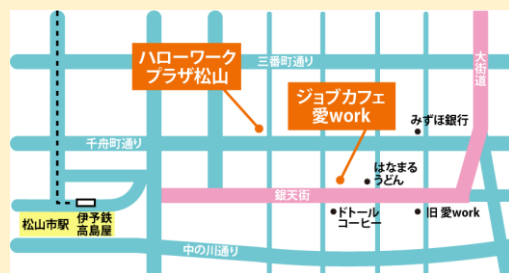 ハローワーク
プラザ松山
三番町通り
大街道
ジョブカフェ
愛work
みずほ銀行
千舟町通り
はなまる
うどん
銀天街
松山市駅
伊予鉄
高島屋
ドトール
コーヒー
旧 愛work
中の川通り